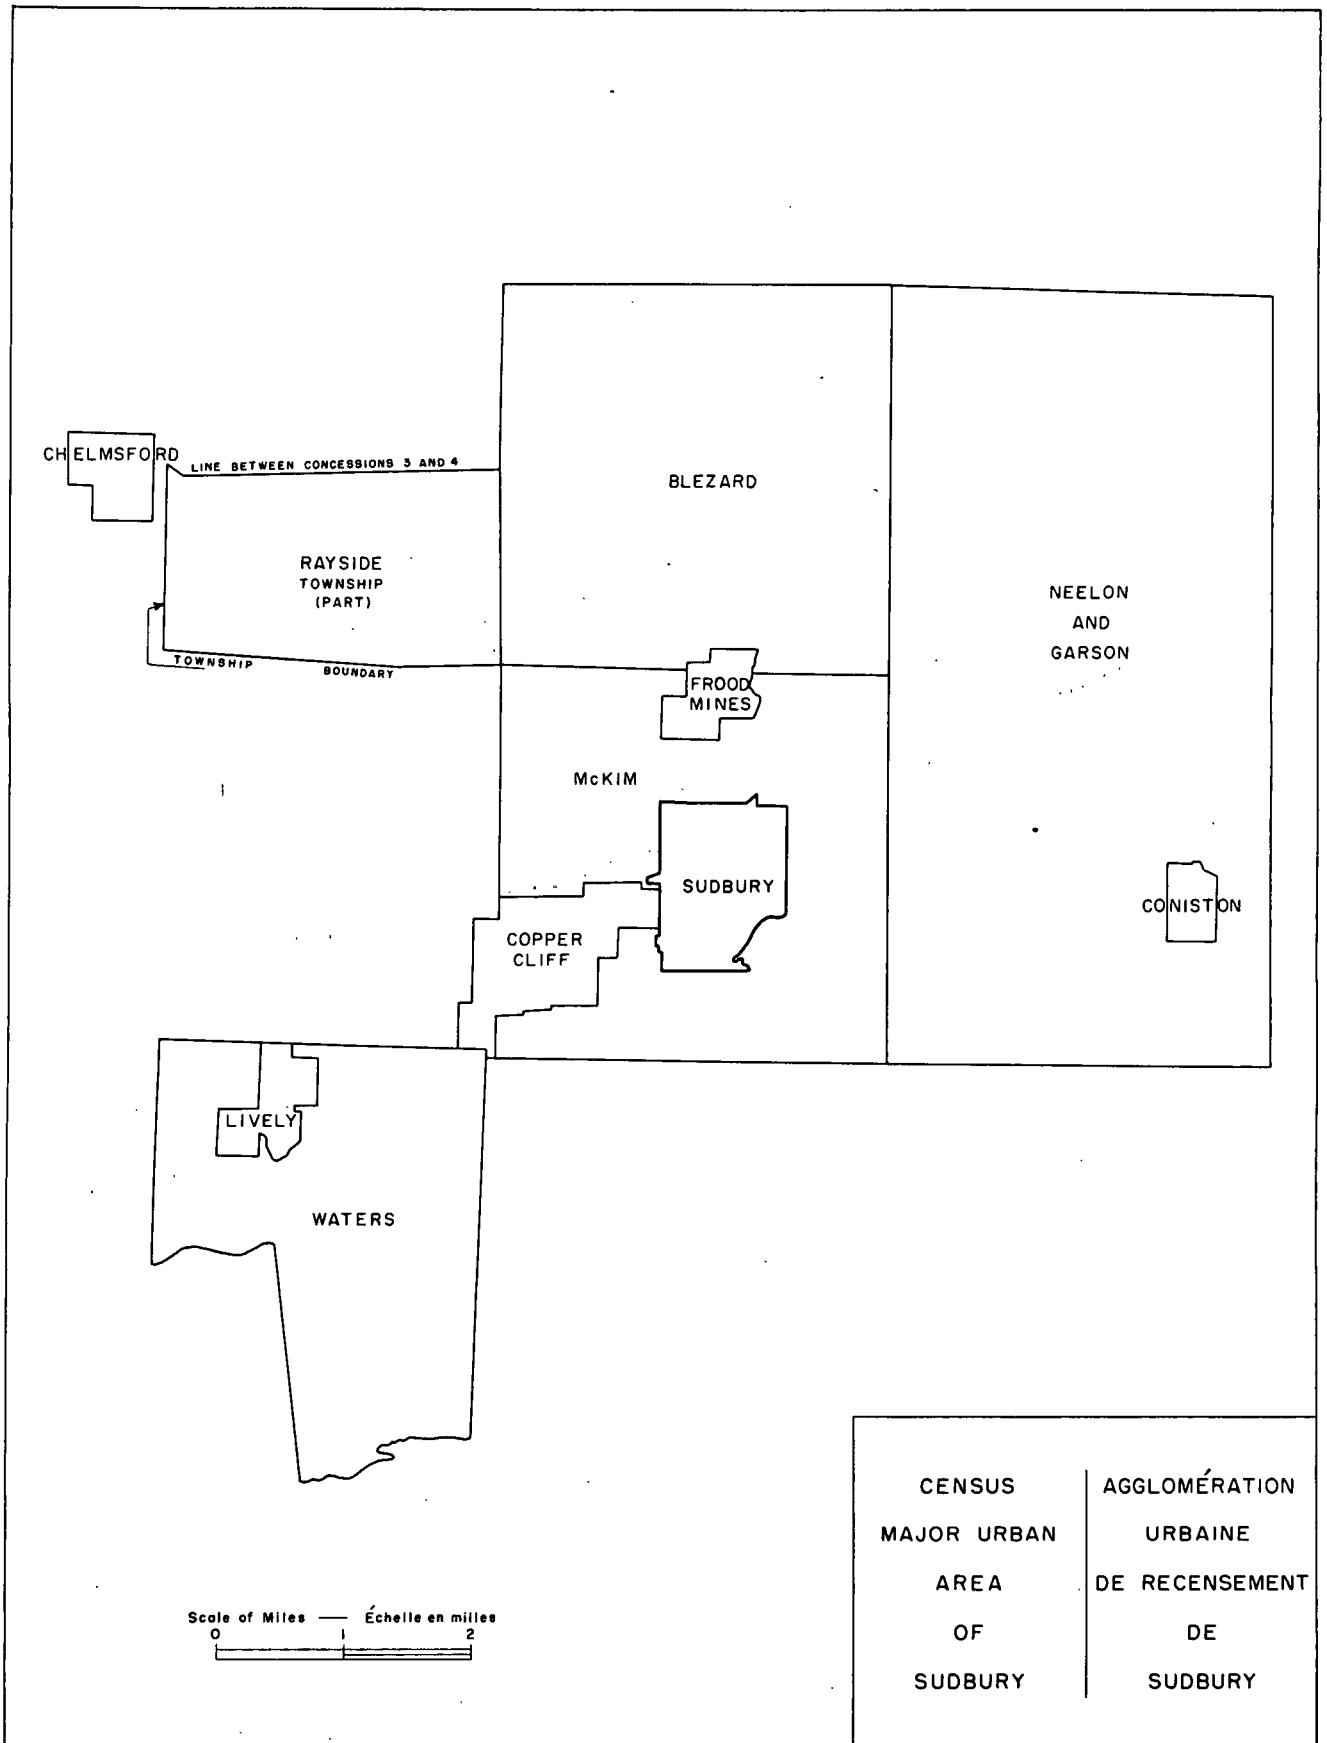 CHELMSFORD
LINE BETWEEN CONCESSIONS 3 AND 4
BLEZARD
RAYSIDE
TOWNSHIP
(PART)
NEELON
AND
GARSON
TOWNSHIP
BOUNDARY
FROOD
MINES
McKIM
SUDBURY
CONISTON
COPPER
CLIFF
LIVELY
WATERS
CENSUS
MAJOR URBAN
AREA
OF
SUDBURY
AGGLOMÉRATION
URBAINE
DE RECENSEMENT
DE
SUDBURY
Scale of Miles — Échelle en milles
0 1 2